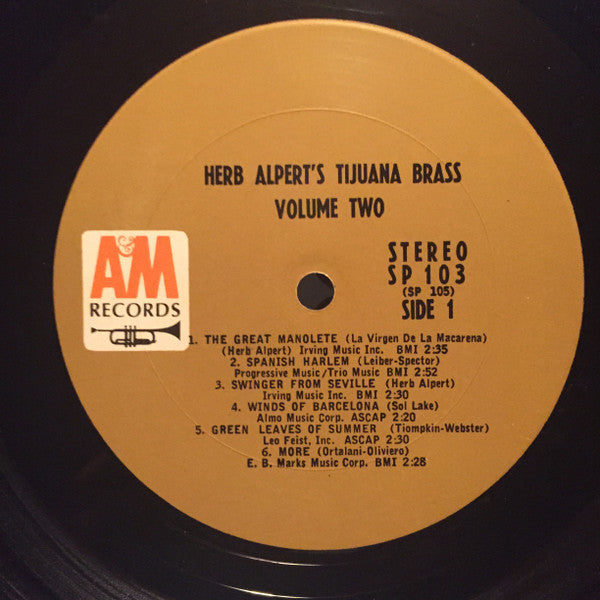 HERB ALPERT'S TIJUANA BRASS
VOLUME TWO
A&M
RECORDS
STEREO
SP 103
(SP 105)
SIDE 1
1. THE GREAT MANOLETE (La Virgen De La Macarena)
(Herb Alpert) Irving Music Inc. BMI 2:35
2. SPANISH HARLEM (Leiber-Spector)
Progressive Music/Trio Music BMI 2:52
3. SWINGER FROM SEVILLE (Herb Alpert)
Irving Music Inc. BMI 2:30
4. WINDS OF BARCELONA (Sol Lake)
Almo Music Corp. ASCAP 2:20
5. GREEN LEAVES OF SUMMER (Tiompkin-Webster)
Leo Feist, Inc. ASCAP 2:30
6. MORE (Ortalani-Oliviero)
E. B. Marks Music Corp. BMI 2:28